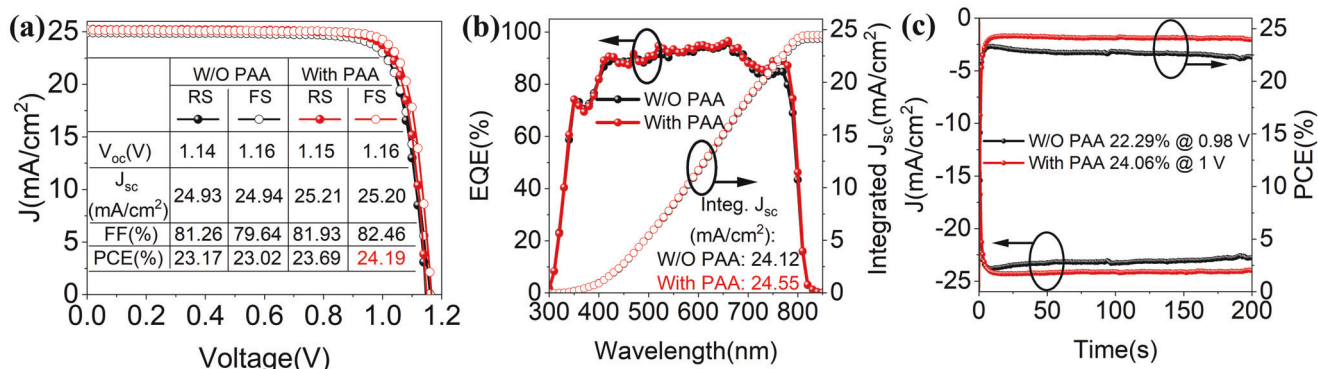 (a)
25
20
15
10
5
0
J(mA/cm²)
W/O PAA With PAA
RS FS RS FS
Voc(V) 1.14 1.16 1.15 1.16
Jsc (mA/cm²) 24.93 24.94 25.21 25.20
FF(%) 81.26 79.64 81.93 82.46
PCE(%) 23.17 23.02 23.69 24.19
0.0 0.2 0.4 0.6 0.8 1.0 1.2
Voltage(V)
(b)
100
80
60
40
20
0
EQE(%)
W/O PAA
With PAA
Integ. Jsc
(mA/cm²):
W/O PAA: 24.12
With PAA: 24.55
25
20
15
10
5
0
Integrated Jsc(mA/cm²)
300 400 500 600 700 800
Wavelength(nm)
(c)
0
-5
-10
-15
-20
-25
J(mA/cm²)
W/O PAA 22.29% @ 0.98 V
With PAA 24.06% @ 1 V
25
20
15
10
5
0
PCE(%)
0 50 100 150 200
Time(s)